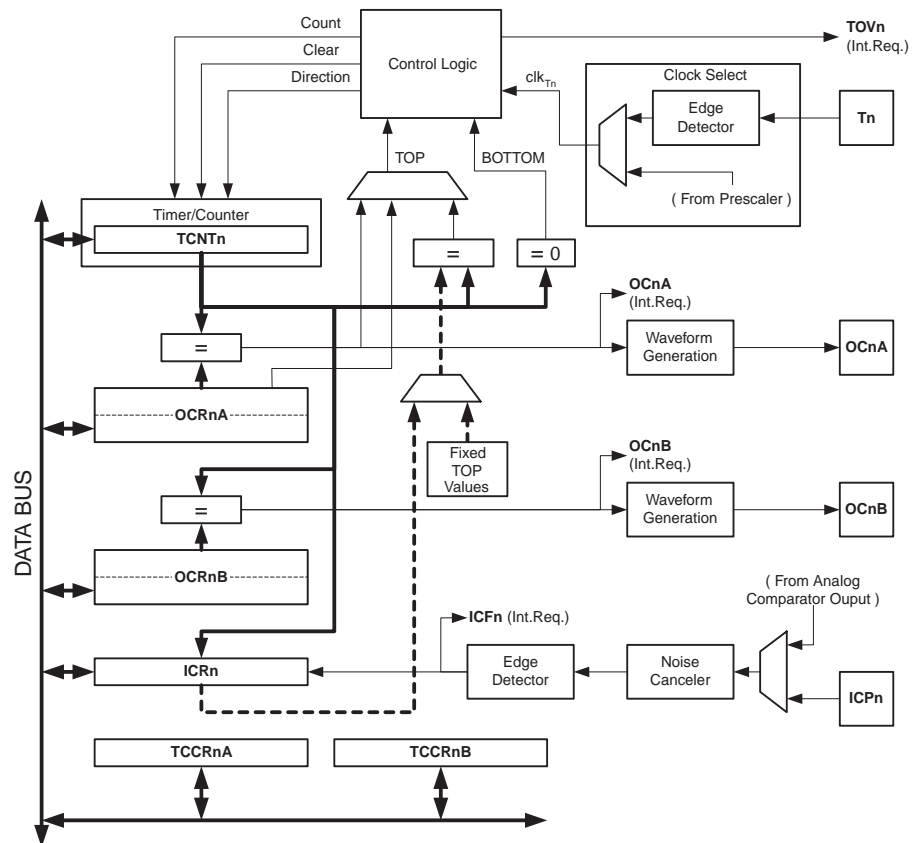 Count
Clear
Direction
Control Logic
TOVn
(Int.Req.)
clkTn
Clock Select
Edge
Detector
Tn
( From Prescaler )
TOP
BOTTOM
Timer/Counter
TCNTn
=
= 0
OCnA
(Int.Req.)
=
Waveform
Generation
OCnA
OCRnA
Fixed
TOP
Values
OCnB
(Int.Req.)
=
Waveform
Generation
OCnB
OCRnB
DATA BUS
( From Analog
Comparator Ouput )
ICFn (Int.Req.)
ICRn
Edge
Detector
Noise
Canceler
ICPn
TCCRnA
TCCRnB